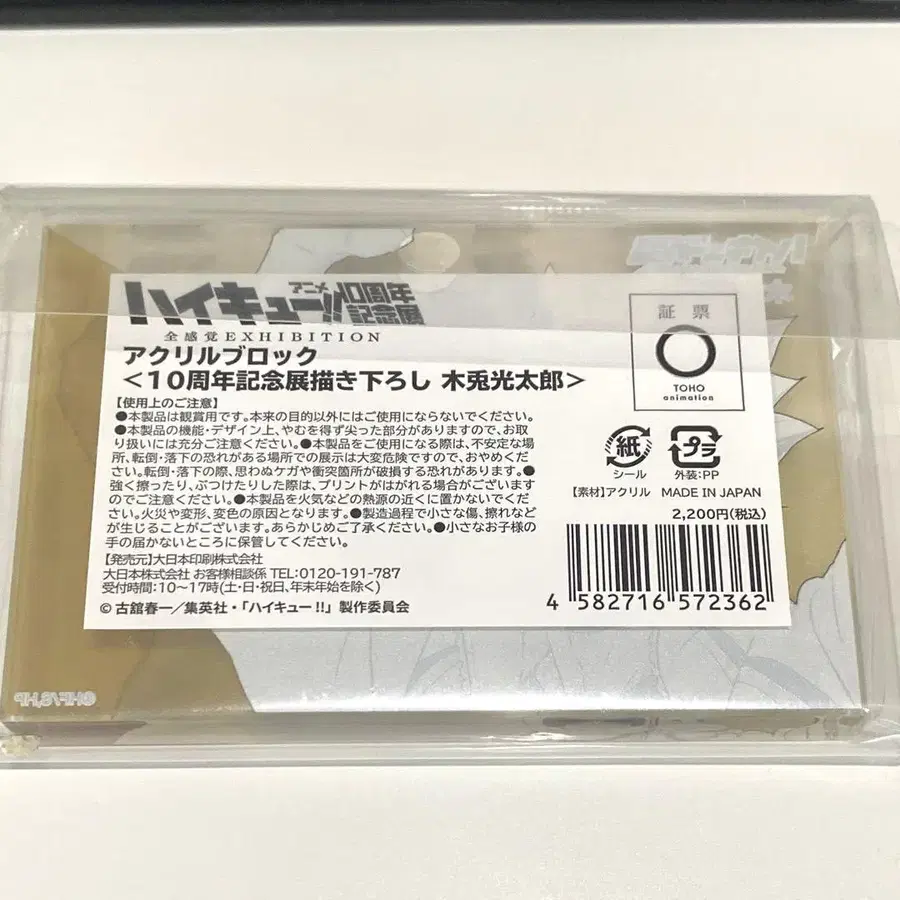 アニメ
ハイキュー!! 10周年記念展
全感覚EXHIBITION
アクリルブロック
<10周年記念展描き下ろし 木兎光太郎>
【使用上のご注意】
●本製品は観賞用です。本来の目的以外にはご使用にならないでください。
●本製品の機能・デザイン上、やむを得ず尖った部分がありますので、お取
り扱いには充分ご注意ください。●本製品をご使用になる際は、不安定な場
所、転倒・落下の恐れがある場所での展示は大変危険ですので、おやめくだ
さい。転倒・落下の際、思わぬケガや衝突箇所が破損する恐れがあります。●
強く擦ったり、ぶつけたりした際は、プリントがはがれる場合がございます
のでご注意ください。●本製品を火気などの熱源の近くに置かないでくだ
さい。火災や変形、変色の原因となります。●製造過程で小さな傷、擦れなど
が生じることがございます。あらかじめご了承ください。●小さなお子様の
手の届かないところに保管してください。
【発売元】大日本印刷株式会社
大日本株式会社 お客様相談係 TEL:0120-191-787
受付時間:10〜17時(土・日・祝日、年末年始を除く)
©古舘春一/集英社・「ハイキュー!!」製作委員会
証票
TOHO
animation
紙
シール
プラ
外装:PP
【素材】アクリル MADE IN JAPAN
2,200円(税込)
4 582716 572362